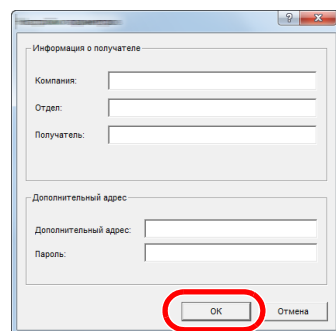 Информация о получателе
Компания:
Отдел:
Получатель:
Дополнительный адрес
Дополнительный адрес:
Пароль:
OK
Отмена